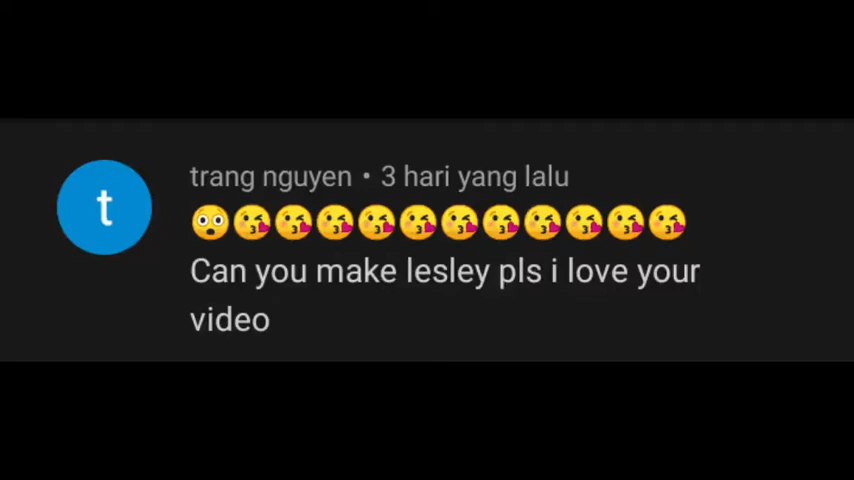 t
trang nguyen • 3 hari yang lalu
😳😘😘😘😘😘😘😘😘😘😘😘
Can you make lesley pls i love your
video